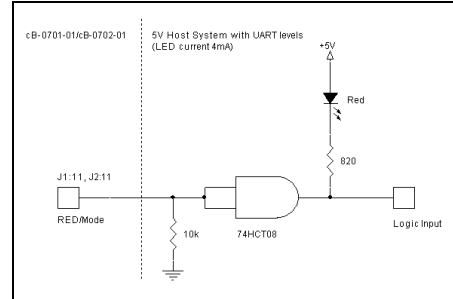 cB-0701-01/cB-0702-01
5V Host System with UART levels
(LED current 4mA)
+5V
Red
820
J1:11, J2:11
RED/Mode
10k
74HCT08
Logic Input